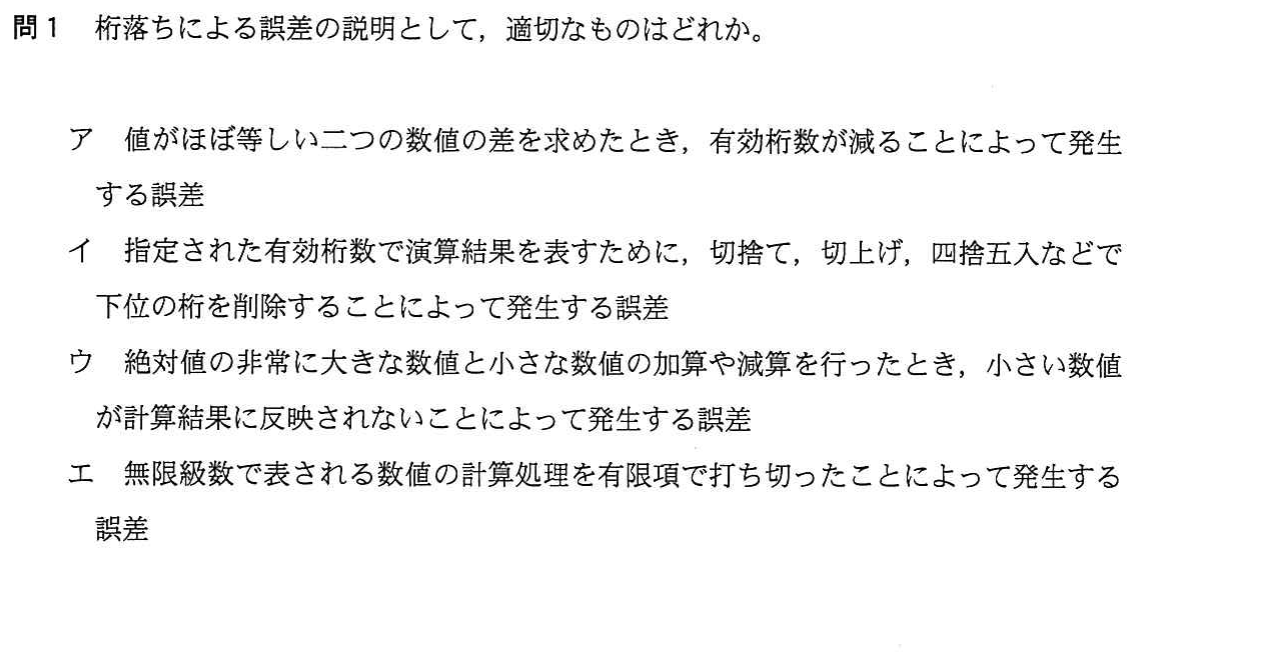 問1 桁落ちによる誤差の説明として，適切なものはどれか。
ア 値がほぼ等しい二つの数値の差を求めたとき，有効桁数が減ることによって発生
する誤差
イ 指定された有効桁数で演算結果を表すために，切捨て，切上げ，四捨五入などで
下位の桁を削除することによって発生する誤差
ウ 絶対値の非常に大きな数値と小さな数値の加算や減算を行ったとき，小さい数値
が計算結果に反映されないことによって発生する誤差
エ 無限級数で表される数値の計算処理を有限項で打ち切ったことによって発生する
誤差